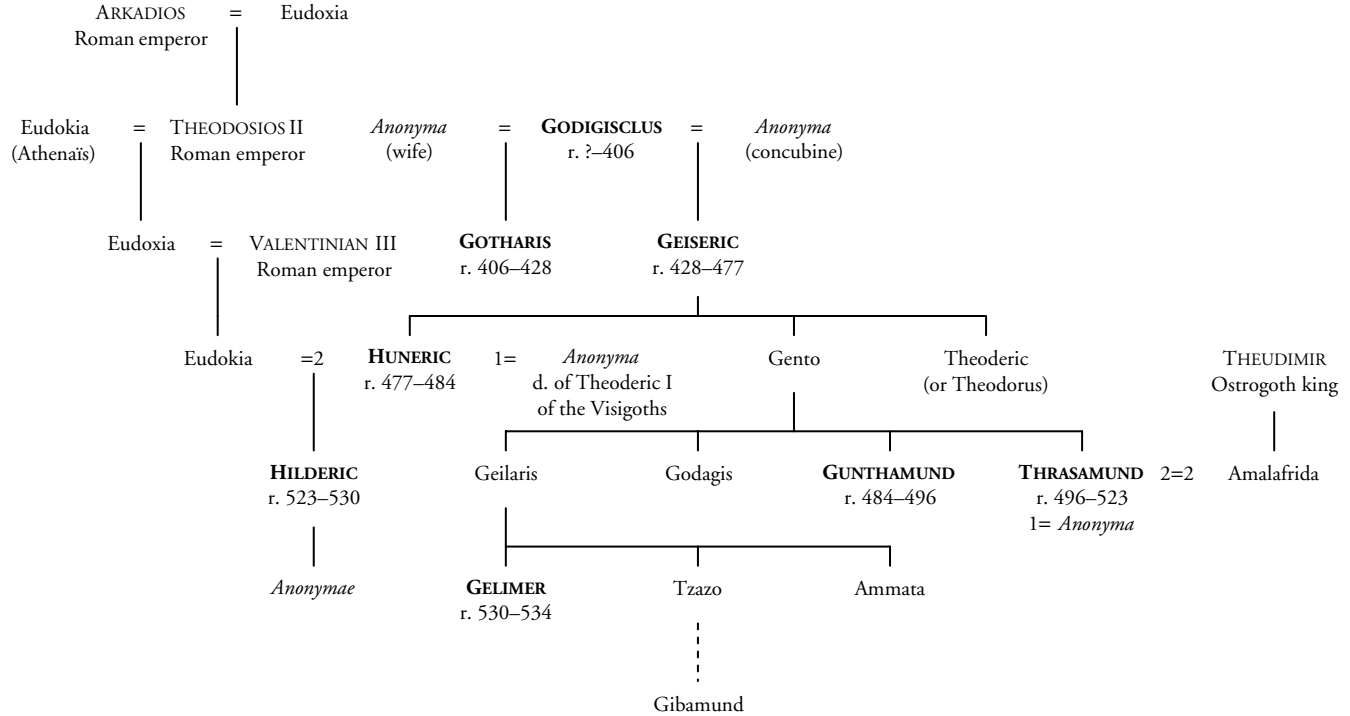 ARKADIOS = Eudoxia
Roman emperor
Eudokia = THEODOSIOS II Anonyma = GODIGISCLUS = Anonyma
(Athenaïs) Roman emperor (wife) r. ?–406 (concubine)
Eudoxia = VALENTINIAN III GOTHARIS GEISERIC
Roman emperor r. 406–428 r. 428–477
Eudokia =2 HUNERIC 1= Anonyma Gento Theoderic THEUDIMIR
r. 477–484 d. of Theoderic I (or Theodorus) Ostrogoth king
of the Visigoths
HILDERIC Geilaris Godagis GUNTHAMUND THRASAMUND 2=2 Amalafrida
r. 523–530 r. 484–496 r. 496–523
1= Anonyma
Anonymae GELIMER Tzazo Ammata
r. 530–534
Gibamund